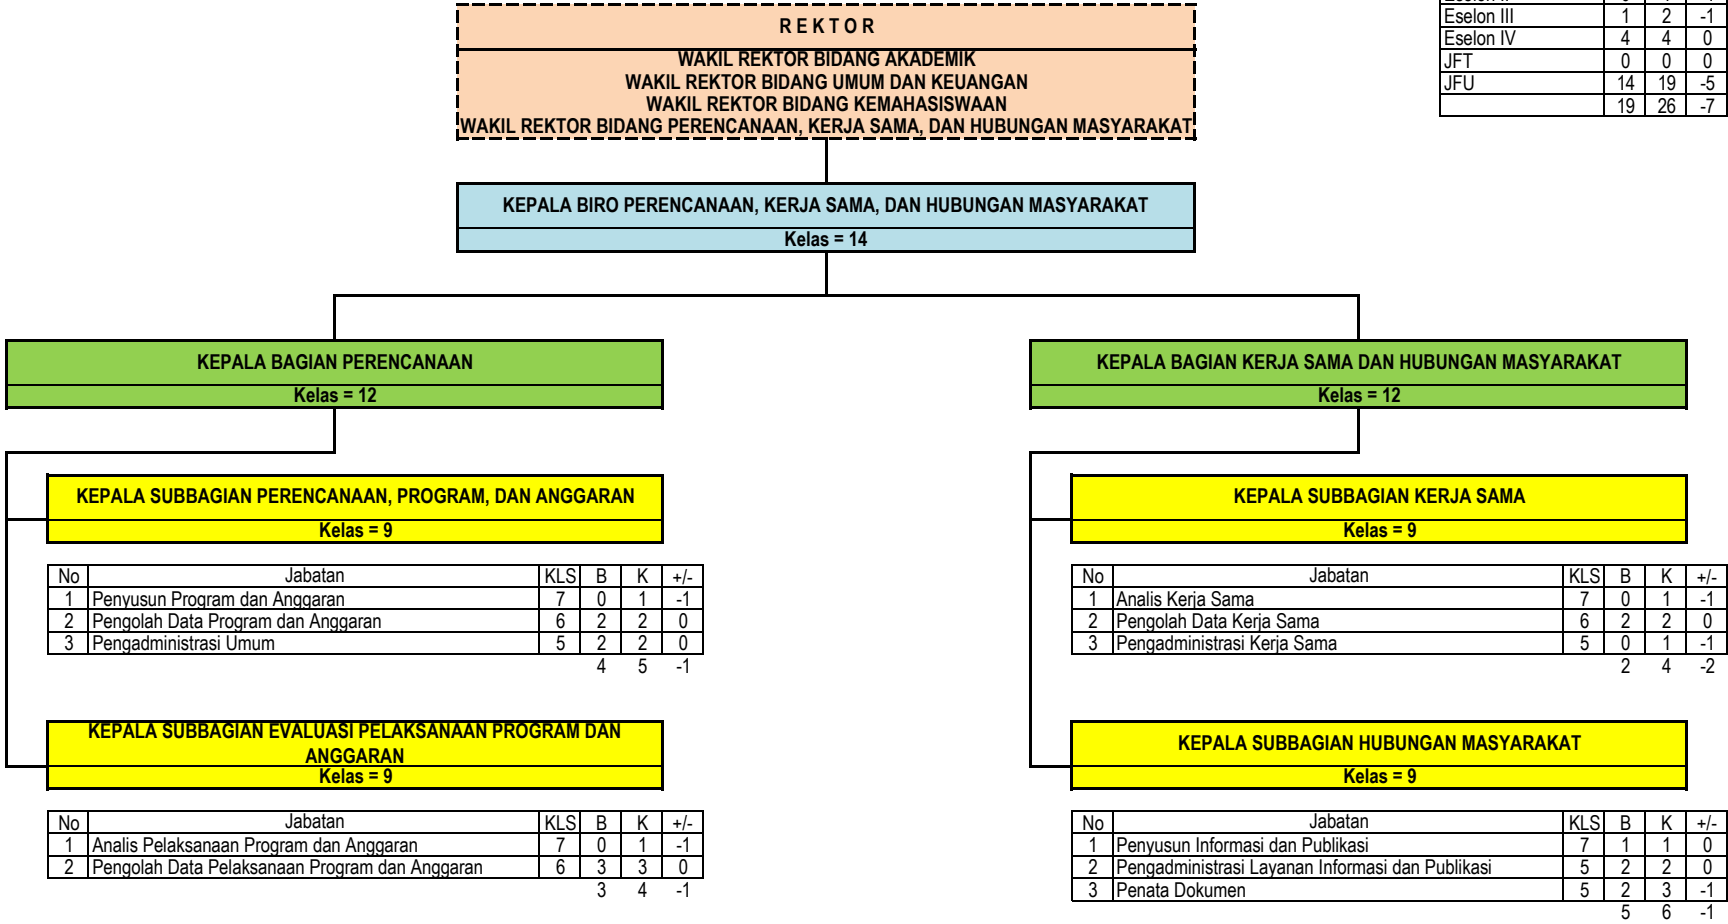 R E K T O R
WAKIL REKTOR BIDANG AKADEMIK
WAKIL REKTOR BIDANG UMUM DAN KEUANGAN
WAKIL REKTOR BIDANG KEMAHASISWAAN
WAKIL REKTOR BIDANG PERENCANAAN, KERJA SAMA, DAN HUBUNGAN MASYARAKAT
Eselon III 1 2 -1
Eselon IV 4 4 0
JFT 0 0 0
JFU 14 19 -5
19 26 -7
KEPALA BIRO PERENCANAAN, KERJA SAMA, DAN HUBUNGAN MASYARAKAT
Kelas = 14
KEPALA BAGIAN PERENCANAAN
Kelas = 12
KEPALA SUBBAGIAN PERENCANAAN, PROGRAM, DAN ANGGARAN
Kelas = 9
No Jabatan KLS B K +/-
1 Penyusun Program dan Anggaran 7 0 1 -1
2 Pengolah Data Program dan Anggaran 6 2 2 0
3 Pengadministrasi Umum 5 2 2 0
4 5 -1
KEPALA SUBBAGIAN EVALUASI PELAKSANAAN PROGRAM DAN
ANGGARAN
Kelas = 9
No Jabatan KLS B K +/-
1 Analis Pelaksanaan Program dan Anggaran 7 0 1 -1
2 Pengolah Data Pelaksanaan Program dan Anggaran 6 3 3 0
3 4 -1
KEPALA BAGIAN KERJA SAMA DAN HUBUNGAN MASYARAKAT
Kelas = 12
KEPALA SUBBAGIAN KERJA SAMA
Kelas = 9
No Jabatan KLS B K +/-
1 Analis Kerja Sama 7 0 1 -1
2 Pengolah Data Kerja Sama 6 2 2 0
3 Pengadministrasi Kerja Sama 5 0 1 -1
2 4 -2
KEPALA SUBBAGIAN HUBUNGAN MASYARAKAT
Kelas = 9
No Jabatan KLS B K +/-
1 Penyusun Informasi dan Publikasi 7 1 1 0
2 Pengadministrasi Layanan Informasi dan Publikasi 5 2 2 0
3 Penata Dokumen 5 2 3 -1
5 6 -1